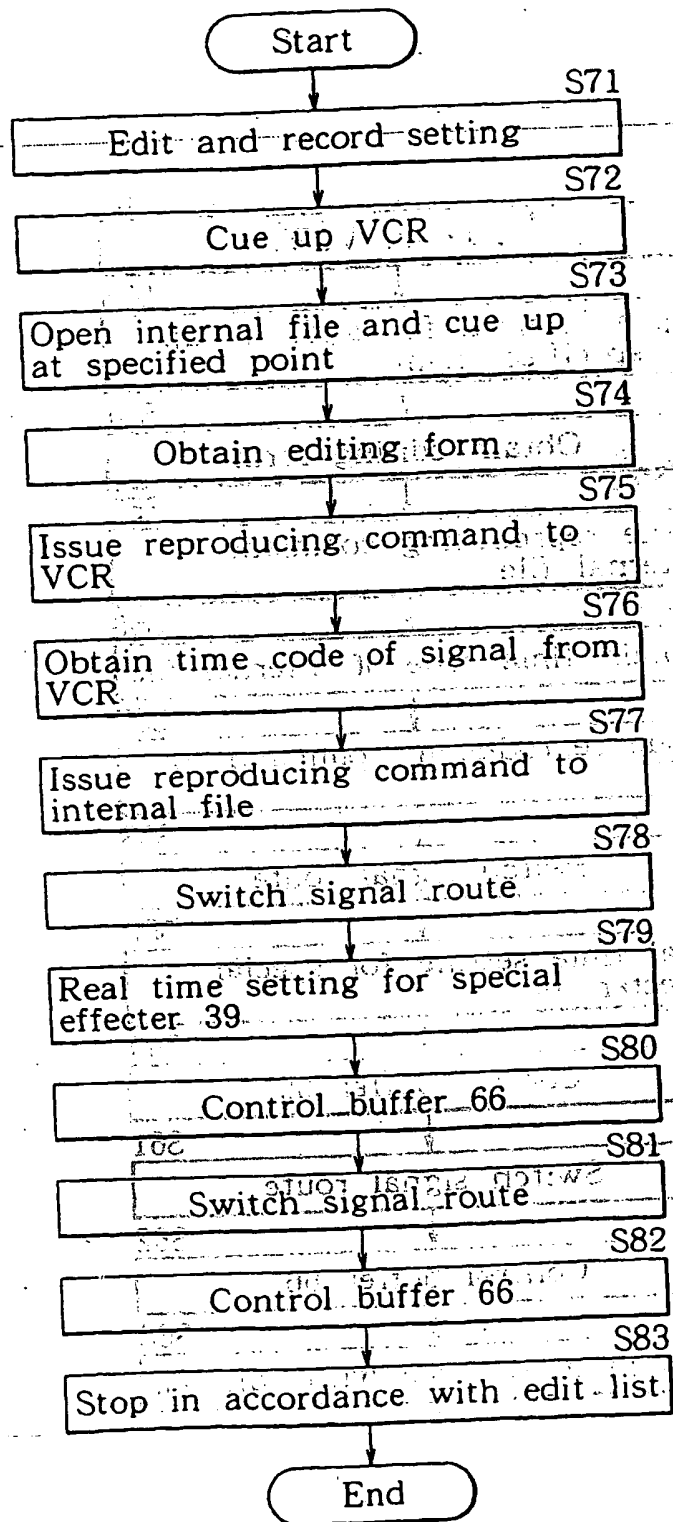 Start
S71
Edit and record setting
S72
Cue up VCR
S73
Open internal file and cue up
at specified point
S74
Obtain editing form
S75
Issue reproducing command to
VCR
S76
Obtain time code of signal from
VCR
S77
Issue reproducing command to
internal file
S78
Switch signal route
S79
Real time setting for special
effecter 39
S80
Control buffer 66
S81
Switch signal route
S82
Control buffer 66
S83
Stop in accordance with edit list
End